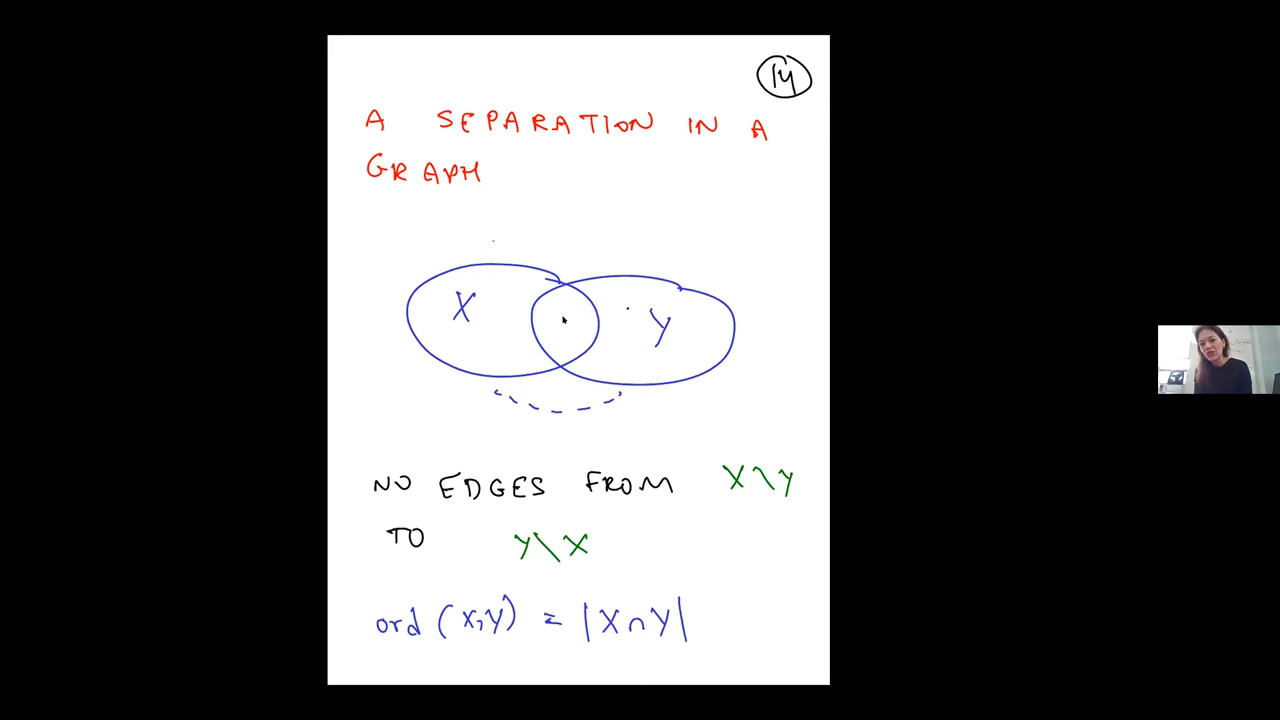 14
A SEPARATION IN A
GRAPH
X Y
NO EDGES FROM X\Y
TO Y\X
ord (X,Y) = |X∩Y|